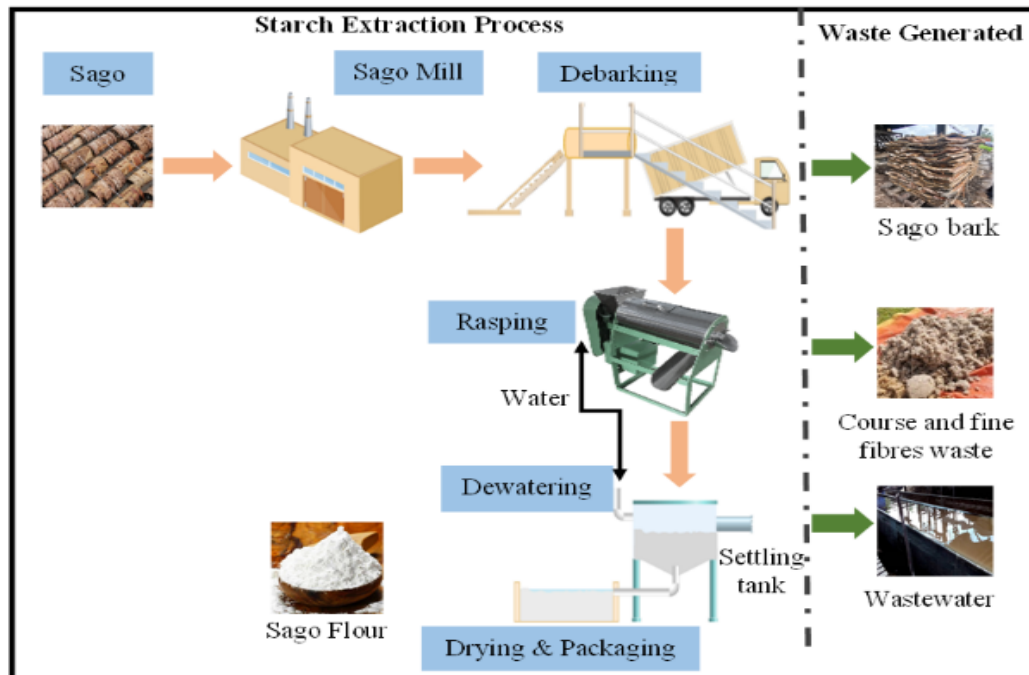 Starch Extraction Process
Waste Generated
Sago
Sago Mill
Debarking
Sago bark
Rasping
Water
Course and fine
fibres waste
Dewatering
Settling
tank
Wastewater
Sago Flour
Drying & Packaging